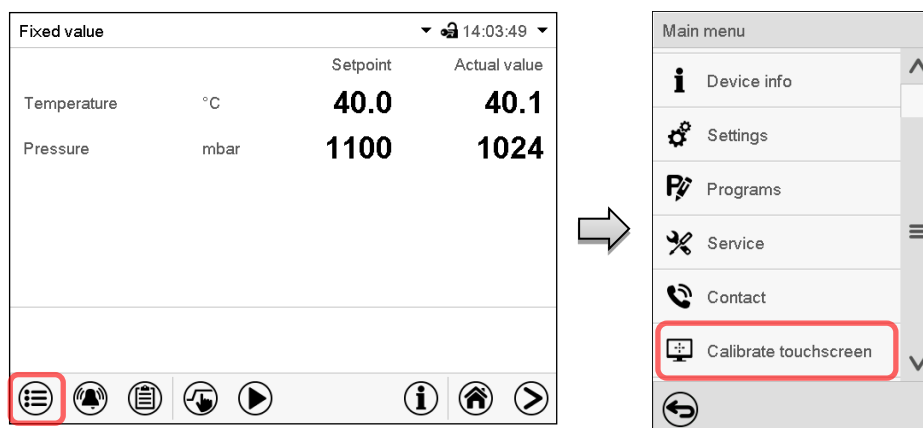 Fixed value 14:03:49
Setpoint Actual value
Temperature °C 40.0 40.1
Pressure mbar 1100 1024
Main menu
Device info
Settings
Programs
Service
Contact
Calibrate touchscreen